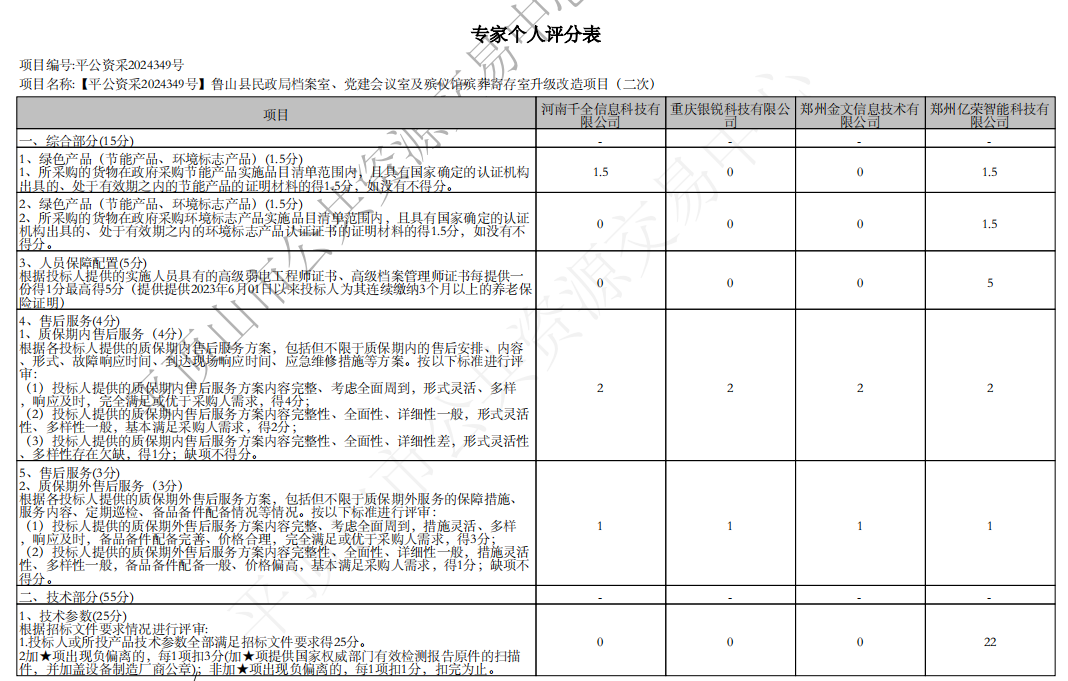 专家个人评分表
项目编号:平公资采2024349号
项目名称:【平公资采2024349号】鲁山县民政局档案室、党建会议室及殡仪馆殡葬寄存室升级改造项目（二次）
项目
河南千全信息科技有限公司
重庆银锐科技有限公司
郑州金文信息技术有限公司
郑州亿荣智能科技有限公司
一、综合部分(15分)
- - - -
1、绿色产品（节能产品、环境标志产品）(1.5分)
1、所采购的货物在政府采购节能产品实施品目清单范围内，且具有国家确定的认证机构
出具的、处于有效期之内的节能产品的证明材料的得1.5分，如没有不得分。
1.5 0 0 1.5
2、绿色产品（节能产品、环境标志产品）(1.5分)
2、所采购的货物在政府采购环境标志产品实施品目清单范围内，且具有国家确定的认证
机构出具的、处于有效期之内的环境标志产品认证证书的证明材料的得1.5分，如没有不
得分。
0 0 0 1.5
3、人员保障配置(5分)
根据投标人提供的实施人员具有的高级弱电工程师证书、高级档案管理师证书每提供一
份得1分最高得5分（提供提供2023年6月01日以来投标人为其连续缴纳3个月以上的养老保
险证明）
0 0 0 5
4、售后服务(4分)
1、质保期内售后服务（4分）
根据各投标人提供的质保期内售后服务方案，包括但不限于质保期内的售后安排、内容
、形式、故障响应时间、到达现场响应时间、应急维修措施等方案。按以下标准进行评
审:
（1）投标人提供的质保期内售后服务方案内容完整、考虑全面周到，形式灵活、多样
，响应及时，完全满足或优于采购人需求，得4分；
（2）投标人提供的质保期内售后服务方案内容完整性、全面性、详细性一般，形式灵活
性、多样性一般，基本满足采购人需求，得2分；
（3）投标人提供的质保期内售后服务方案内容完整性、全面性、详细性差，形式灵活性
、多样性存在欠缺，得1分；缺项不得分。
2 2 2 2
5、售后服务(3分)
2、质保期外售后服务（3分）
根据各投标人提供的质保期外售后服务方案，包括但不限于质保期外服务的保障措施、
服务内容、定期巡检、备品备件配备情况等情况。按以下标准进行评审:
（1）投标人提供的质保期外售后服务方案内容完整、考虑全面周到，措施灵活、多样
，响应及时，备品备件配备完善、价格合理，完全满足或优于采购人需求，得3分；
（2）投标人提供的质保期外售后服务方案内容完整性、全面性、详细性一般，措施灵活
性、多样性一般，备品备件配备一般、价格偏高，基本满足采购人需求，得1分；缺项不
得分。
1 1 1 1
二、技术部分(55分)
- - - -
1、技术参数(25分)
根据招标文件要求情况进行评审:
1.投标人或所投产品技术参数全部满足招标文件要求得25分。
2加★项出现负偏离的，每1项扣3分(加★项提供国家权威部门有效检测报告原件的扫描
件，并加盖设备制造厂商公章)；非加★项出现负偏离的，每1项扣1分，扣完为止。
0 0 0 22
平顶山市公共资源交易中心
平顶山市公共资源交易中心